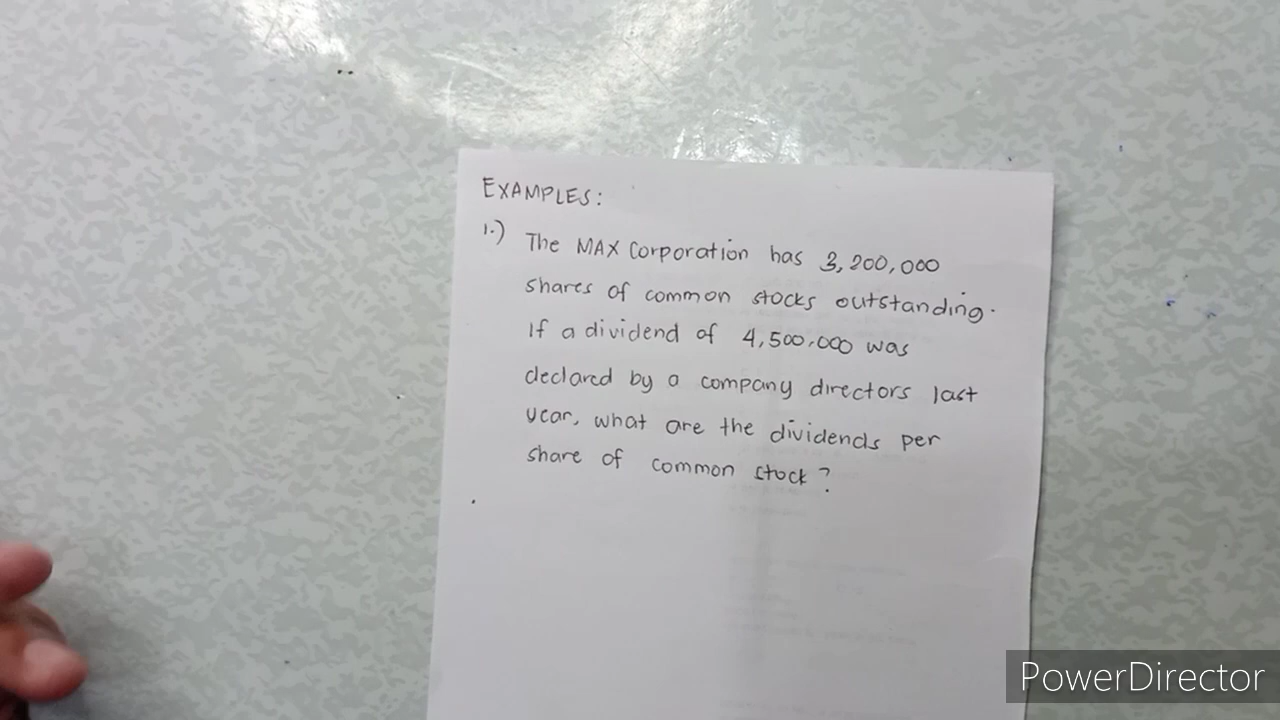 EXAMPLES:
1.) The MAX Corporation has 3,200,000
shares of common stocks outstanding.
If a dividend of 4,500,000 was
declared by a company directors last
year, what are the dividends per
share of common stock?
PowerDirector